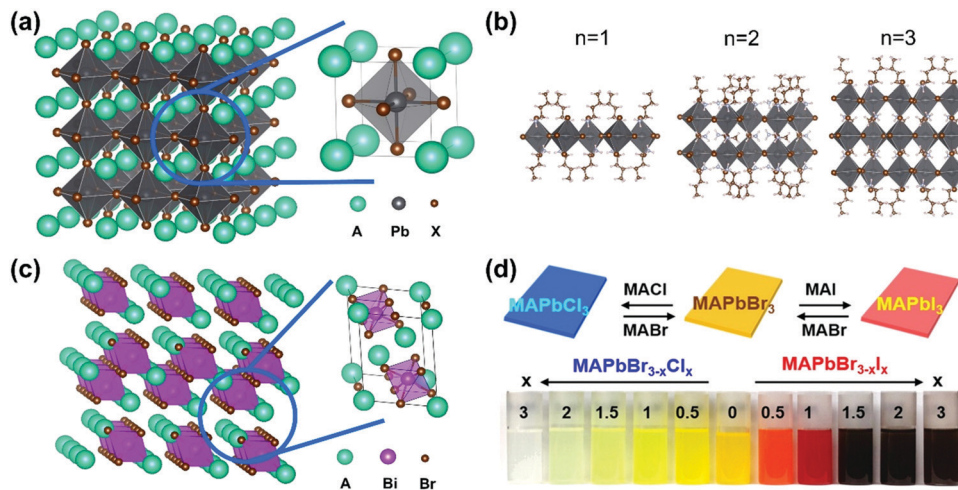 (a)
A Pb X
(b)
n=1 n=2 n=3
(c)
A Bi Br
(d)
MAPbCl₃
MACl
MABr
MAPbBr₃
MAI
MABr
MAPbI₃
MAPbBr₃₋ₓClₓ
MAPbBr₃₋ₓIₓ
x x
3 2 1.5 1 0.5 0 0.5 1 1.5 2 3